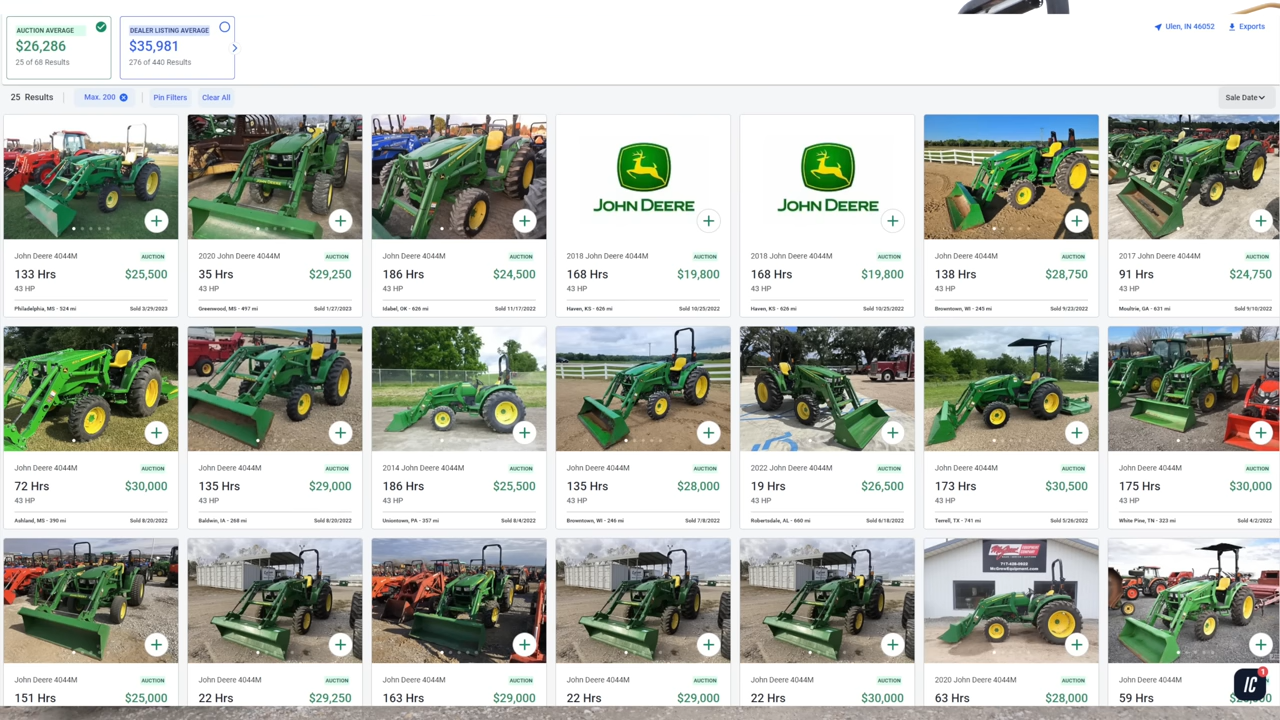 AUCTION AVERAGE
$26,286
25 of 68 Results
DEALER LISTING AVERAGE
$35,981
276 of 440 Results
Ulen, IN 46052
Exports
25 Results
Max. 200
Pin Filters
Clear All
Sale Date
JOHN DEERE
JOHN DEERE
John Deere 4044M AUCTION
133 Hrs $25,500
43 HP
Philadelphia, MS - 524 mi Sold 3/29/2023
2020 John Deere 4044M AUCTION
35 Hrs $29,250
43 HP
Greenwood, MS - 497 mi Sold 1/27/2023
John Deere 4044M AUCTION
186 Hrs $24,500
43 HP
Idabel, OK - 626 mi Sold 11/17/2022
2018 John Deere 4044M AUCTION
168 Hrs $19,800
43 HP
Haven, KS - 626 mi Sold 10/25/2022
2018 John Deere 4044M AUCTION
168 Hrs $19,800
43 HP
Haven, KS - 626 mi Sold 10/25/2022
John Deere 4044M AUCTION
138 Hrs $28,750
43 HP
Browntown, WI - 245 mi Sold 9/23/2022
2017 John Deere 4044M AUCTION
91 Hrs $24,750
43 HP
Moultrie, GA - 631 mi Sold 9/10/2022
John Deere 4044M AUCTION
72 Hrs $30,000
43 HP
Ashland, MS - 390 mi Sold 8/20/2022
John Deere 4044M AUCTION
135 Hrs $29,000
43 HP
Baldwin, IA - 268 mi Sold 8/20/2022
2014 John Deere 4044M AUCTION
186 Hrs $25,500
43 HP
Uniontown, PA - 357 mi Sold 8/4/2022
John Deere 4044M AUCTION
135 Hrs $28,000
43 HP
Browntown, WI - 246 mi Sold 7/8/2022
2022 John Deere 4044M AUCTION
19 Hrs $26,500
43 HP
Robertsdale, AL - 660 mi Sold 6/18/2022
John Deere 4044M AUCTION
173 Hrs $30,500
43 HP
Terrell, TX - 741 mi Sold 5/26/2022
John Deere 4044M AUCTION
175 Hrs $30,000
43 HP
White Pine, TN - 323 mi Sold 4/2/2022
717-428-0922
McGrewEquipment.com
John Deere 4044M AUCTION
151 Hrs $25,000
John Deere 4044M AUCTION
22 Hrs $29,250
John Deere 4044M AUCTION
163 Hrs $29,000
John Deere 4044M AUCTION
22 Hrs $29,000
John Deere 4044M AUCTION
22 Hrs $30,000
2020 John Deere 4044M AUCTION
63 Hrs $28,000
John Deere 4044M AUCTION
59 Hrs
IC
1